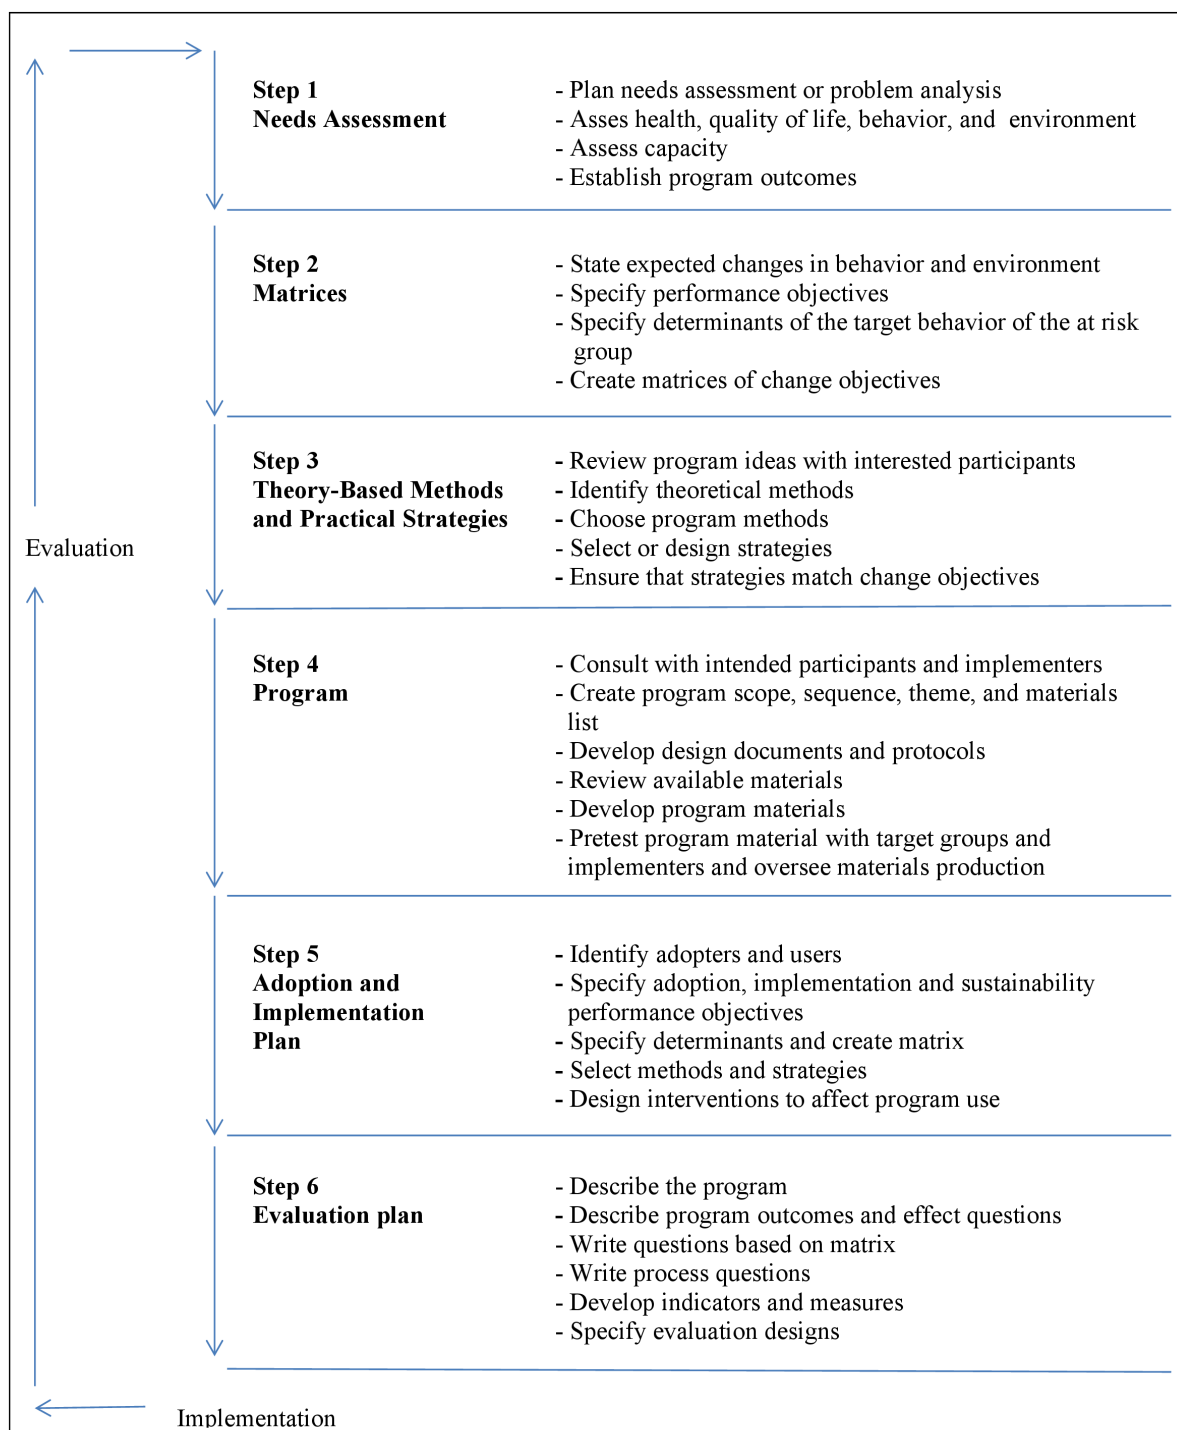 Step 1
Needs Assessment
- Plan needs assessment or problem analysis
- Asses health, quality of life, behavior, and environment
- Assess capacity
- Establish program outcomes
Step 2
Matrices
- State expected changes in behavior and environment
- Specify performance objectives
- Specify determinants of the target behavior of the at risk
group
- Create matrices of change objectives
Step 3
Theory-Based Methods
and Practical Strategies
- Review program ideas with interested participants
- Identify theoretical methods
- Choose program methods
- Select or design strategies
- Ensure that strategies match change objectives
Evaluation
Step 4
Program
- Consult with intended participants and implementers
- Create program scope, sequence, theme, and materials
list
- Develop design documents and protocols
- Review available materials
- Develop program materials
- Pretest program material with target groups and
implementers and oversee materials production
Step 5
Adoption and
Implementation
Plan
- Identify adopters and users
- Specify adoption, implementation and sustainability
performance objectives
- Specify determinants and create matrix
- Select methods and strategies
- Design interventions to affect program use
Step 6
Evaluation plan
- Describe the program
- Describe program outcomes and effect questions
- Write questions based on matrix
- Write process questions
- Develop indicators and measures
- Specify evaluation designs
Implementation